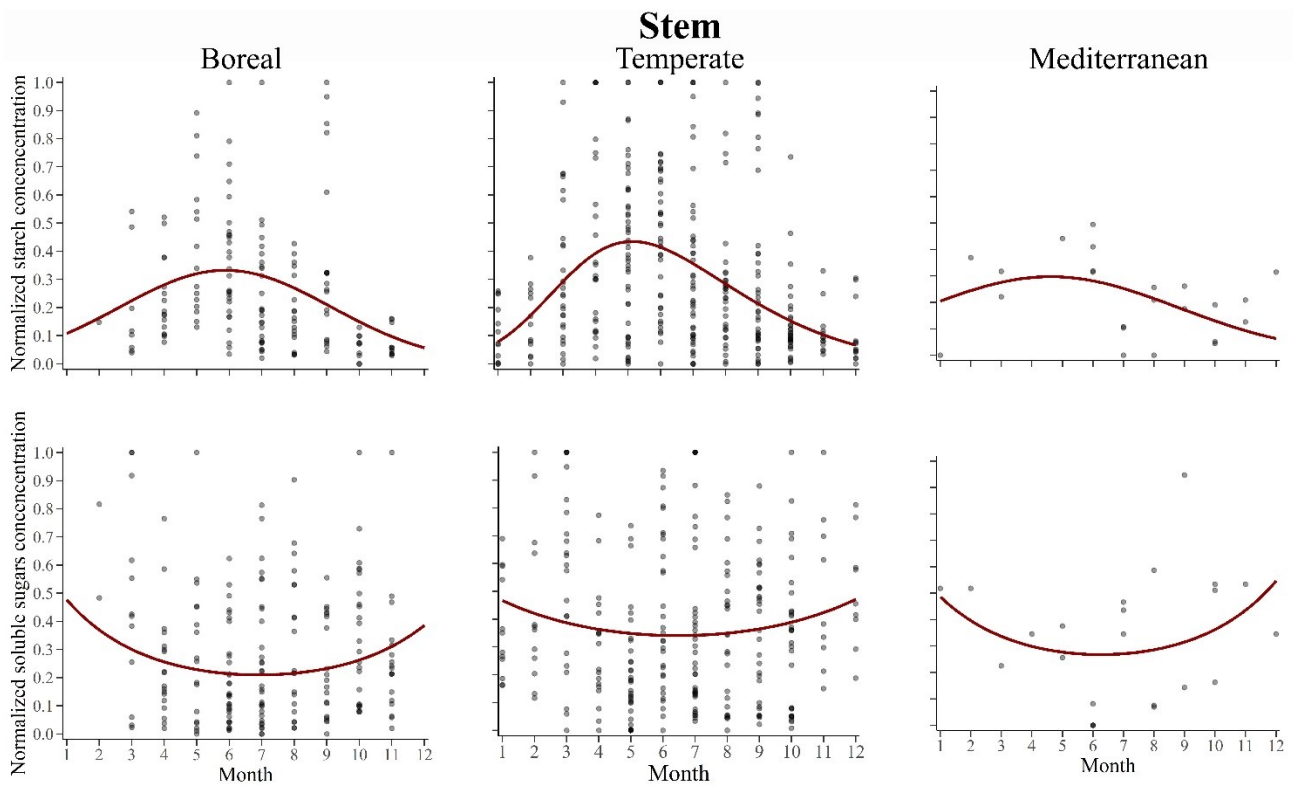 Stem
Boreal
Temperate
Mediterranean
Normalized starch concencentration
1.0
0.9
0.8
0.7
0.6
0.5
0.4
0.3
0.2
0.1
0.0
Normalized soluble sugars concencentration
1.0
0.9
0.8
0.7
0.6
0.5
0.4
0.3
0.2
0.1
0.0
1 2 3 4 5 6 7 8 9 10 11 12
Month
1 2 3 4 5 6 7 8 9 10 11 12
Month
1 2 3 4 5 6 7 8 9 10 11 12
Month